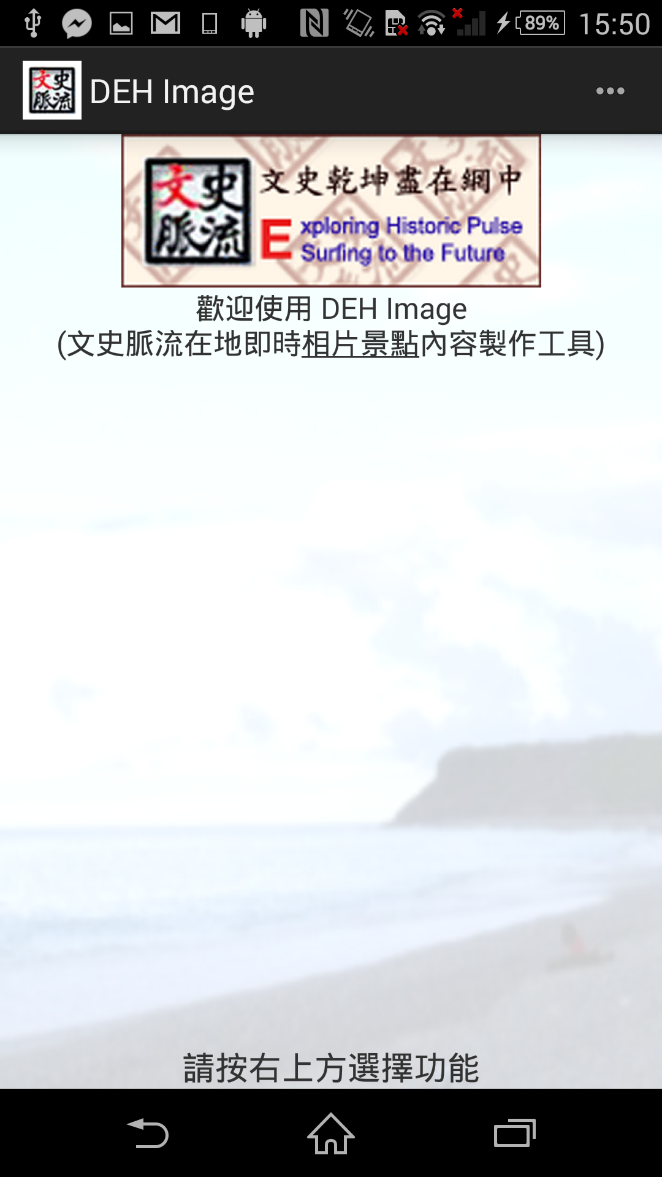 89% 15:50
文史脈流 DEH Image
文史 文史乾坤盡在網中
脈流 Exploring Historic Pulse
Surfing to the Future
歡迎使用 DEH Image
(文史脈流在地即時相片景點內容製作工具)
請按右上方選擇功能